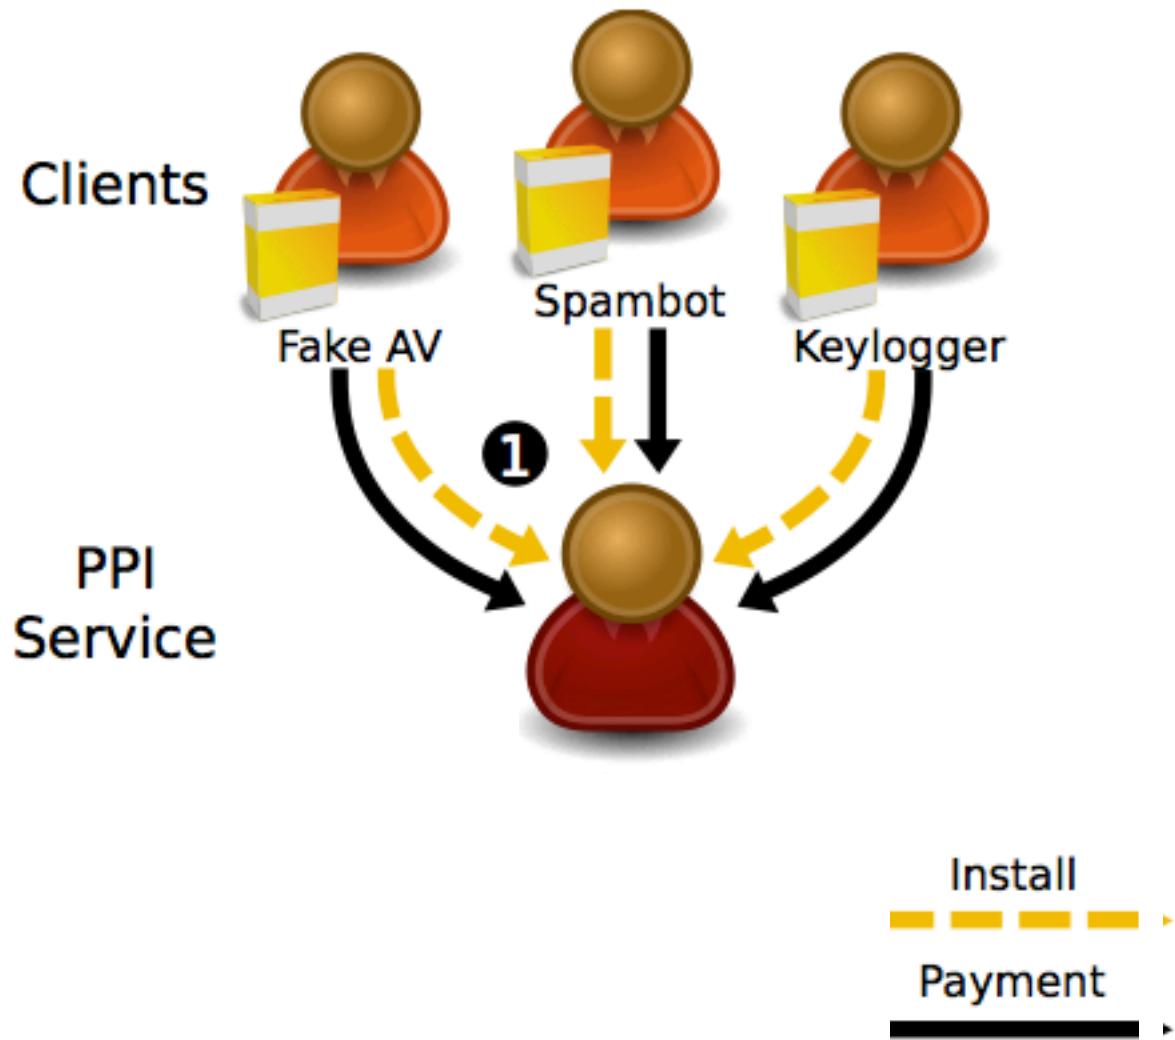 Clients
Fake AV
Spambot
Keylogger
1
PPI
Service
Install
Payment